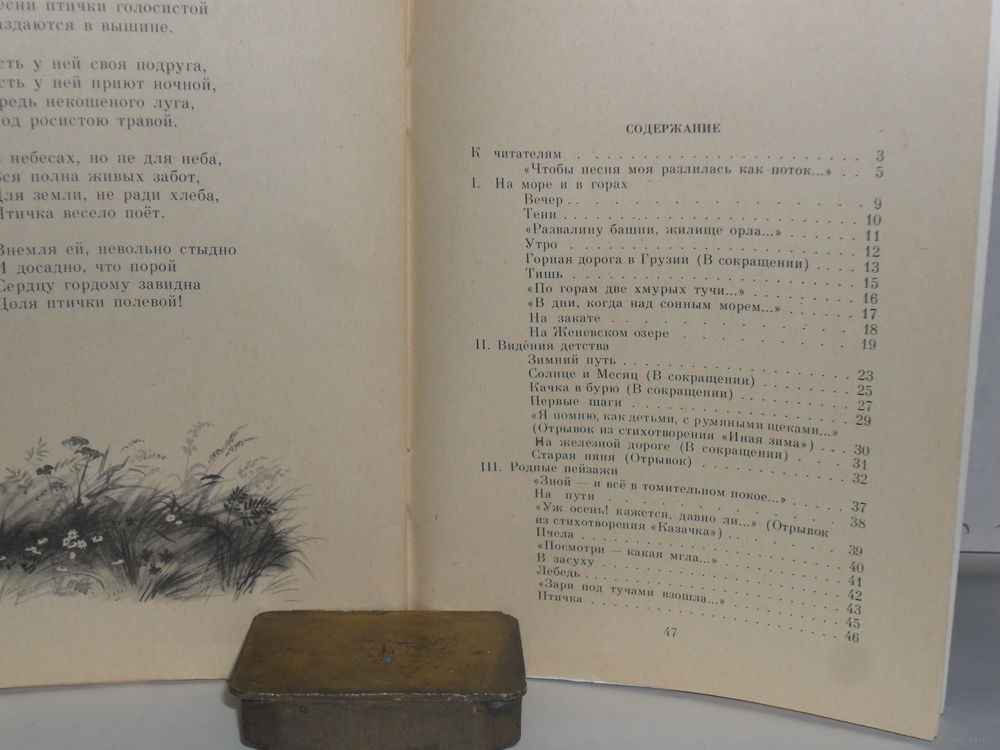 есни птички голосистой
аздаются в вышине.
сть у ней своя подруга,
сть у ней приют ночной,
редь некошеного луга,
од росистою травой.
небесах, но не для неба,
вся полна живых забот,
Для земли, не ради хлеба,
Птичка весело поёт.
Внемля ей, невольно стыдно
И досадно, что порой
Сердцу гордому завидна
Доля птички полевой!
СОДЕРЖАНИЕ
К читателям . . . . . . . . . . . . . . . . 3
«Чтобы песня моя разлилась как поток...» . . 5
I. На море и в горах
Вечер . . . . . . . . . . . . . . . 9
Тени . . . . . . . . . . . . . . . 10
«Развалину башни, жилище орла...» . . . . . . 11
Утро . . . . . . . . . . . . . . . 12
Горная дорога в Грузии (В сокращении) . . . . 13
Тишь . . . . . . . . . . . . . . . 15
«По горам две хмурых тучи...» . . . . . . . 16
«В дни, когда над сонным морем...» . . . . . 17
На закате . . . . . . . . . . . . . 18
На Женевском озере . . . . . . . . . . 19
II. Виде́ния детства
Зимний путь . . . . . . . . . . . . . 23
Солнце и Месяц (В сокращении) . . . . . . . 25
Качка в бурю (В сокращении) . . . . . . . . 27
Первые шаги . . . . . . . . . . . . . 29
«Я помню, как детьми, с румяными щеками...»
(Отрывок из стихотворения «Иная зима») . . . 30
На железной дороге (В сокращении) . . . . . 31
Старая няня (Отрывок) . . . . . . . . . . 32
III. Родные пейзажи
«Зной — и всё в томительном покое...» . . . . 37
На пути . . . . . . . . . . . . . . 38
«Уж осень! кажется, давно ли...» (Отрывок
из стихотворения «Казачка») . . . . . . . . 39
Пчела . . . . . . . . . . . . . . . 40
«Посмотри — какая мгла...» . . . . . . . . 41
В засуху . . . . . . . . . . . . . . 42
Лебедь . . . . . . . . . . . . . . . 43
«Заря под тучами взошла...» . . . . . . . . 45
Птичка . . . . . . . . . . . . . . . 46
47